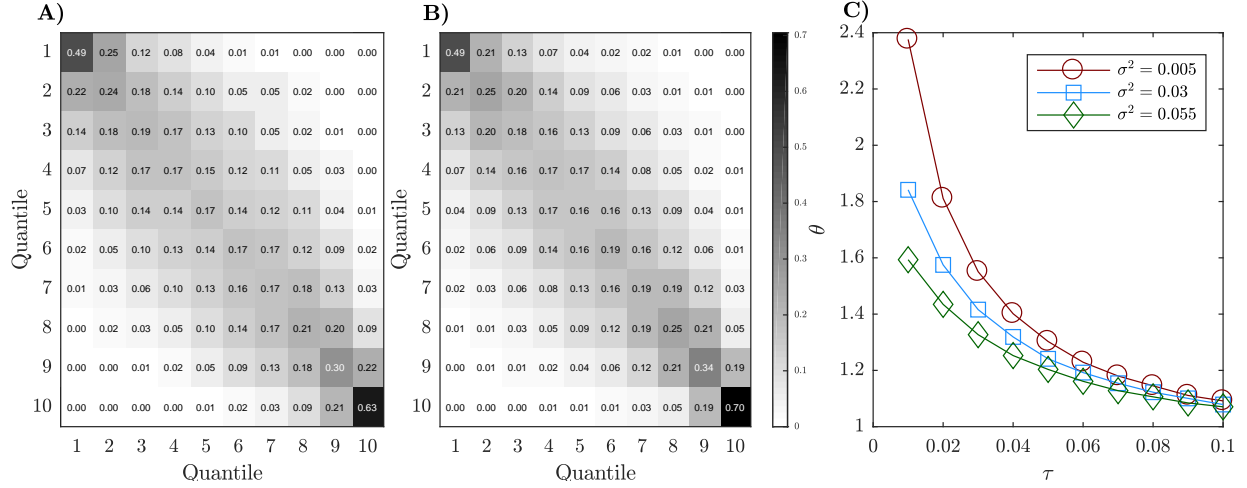 A)
Quantile
1 0.49 0.25 0.12 0.08 0.04 0.01 0.01 0.00 0.00 0.00
2 0.22 0.24 0.18 0.14 0.10 0.05 0.05 0.02 0.00 0.00
3 0.14 0.18 0.19 0.17 0.13 0.10 0.05 0.02 0.01 0.00
4 0.07 0.12 0.17 0.17 0.15 0.12 0.11 0.05 0.03 0.00
5 0.03 0.10 0.14 0.14 0.17 0.14 0.12 0.11 0.04 0.01
6 0.02 0.05 0.10 0.13 0.14 0.17 0.17 0.12 0.09 0.02
7 0.01 0.03 0.06 0.10 0.13 0.16 0.17 0.18 0.13 0.03
8 0.00 0.02 0.03 0.05 0.10 0.14 0.17 0.21 0.20 0.09
9 0.00 0.00 0.01 0.02 0.05 0.09 0.13 0.18 0.30 0.22
10 0.00 0.00 0.00 0.00 0.01 0.02 0.03 0.09 0.21 0.63
1 2 3 4 5 6 7 8 9 10
Quantile
B)
Quantile
0.49 0.21 0.13 0.07 0.04 0.02 0.02 0.01 0.00 0.00
0.21 0.25 0.20 0.14 0.09 0.06 0.02 0.01 0.01 0.00
0.13 0.20 0.18 0.16 0.13 0.09 0.06 0.03 0.01 0.00
0.07 0.14 0.16 0.17 0.17 0.14 0.08 0.05 0.02 0.01
0.04 0.09 0.13 0.17 0.16 0.16 0.13 0.09 0.04 0.01
0.02 0.06 0.09 0.14 0.16 0.19 0.16 0.12 0.06 0.01
0.02 0.03 0.06 0.08 0.13 0.16 0.19 0.19 0.12 0.03
0.01 0.01 0.03 0.05 0.09 0.12 0.19 0.25 0.21 0.05
0.00 0.01 0.01 0.02 0.04 0.06 0.12 0.21 0.34 0.19
0.00 0.00 0.00 0.01 0.01 0.01 0.03 0.05 0.19 0.70
1 2 3 4 5 6 7 8 9 10
Quantile
0.7
0.6
0.5
0.4
0.3
0.2
0.1
0
C)
θ
2.4
2.2
2
1.8
1.6
1.4
1.2
1
0 0.02 0.04 0.06 0.08 0.1
τ
σ² = 0.005
σ² = 0.03
σ² = 0.055